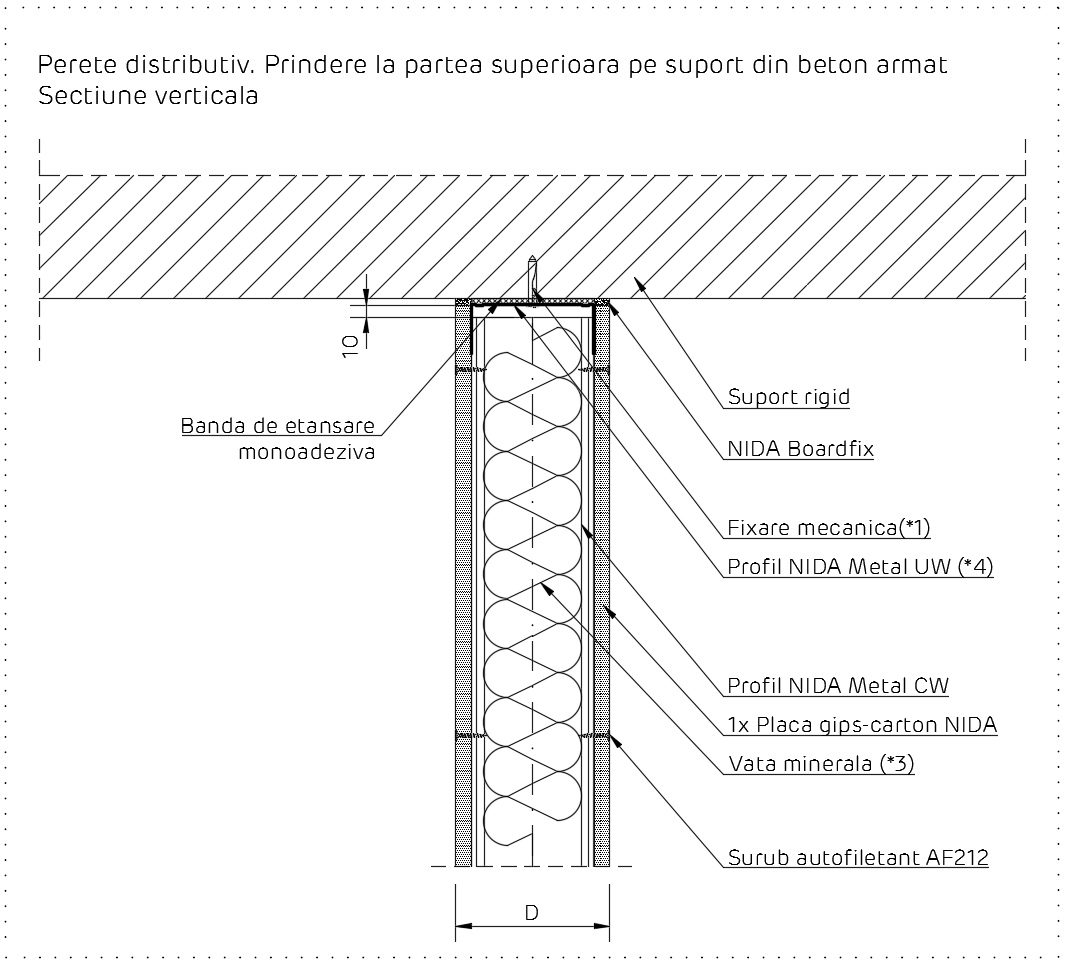 Perete distributiv. Prindere la partea superioara pe suport din beton armat
Sectiune verticala
10
Banda de etansare
monoadeziva
Suport rigid
NIDA Boardfix
Fixare mecanica(*1)
Profil NIDA Metal UW (*4)
Profil NIDA Metal CW
1x Placa gips-carton NIDA
Vata minerala (*3)
Surub autofiletant AF212
D